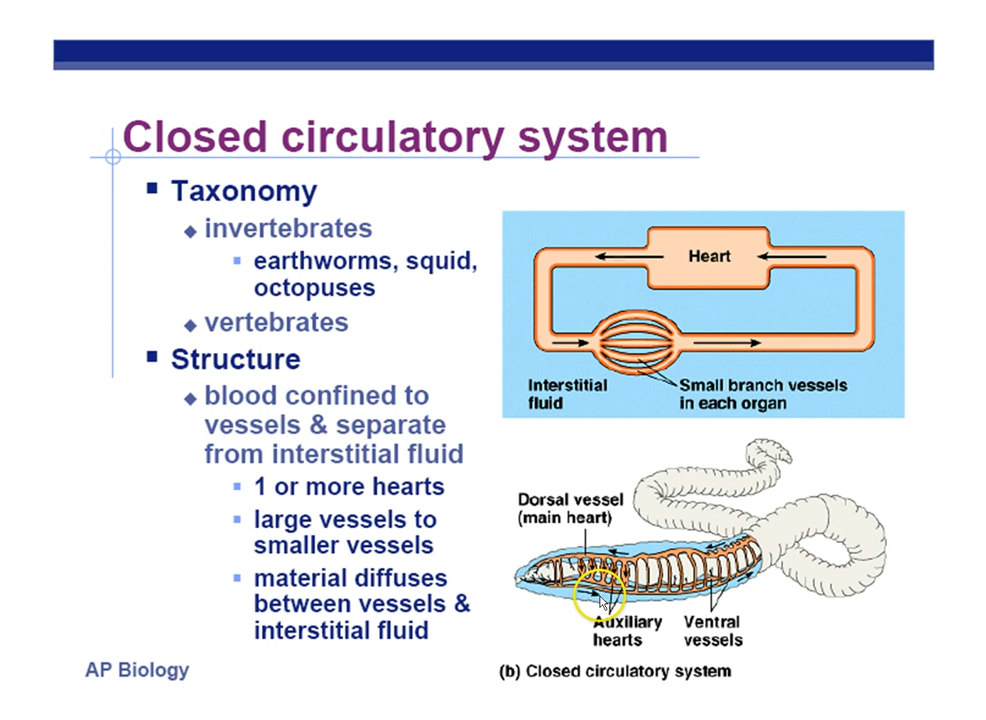 Closed circulatory system
Taxonomy
invertebrates
earthworms, squid,
octopuses
vertebrates
Structure
blood confined to
vessels & separate
from interstitial fluid
1 or more hearts
large vessels to
smaller vessels
material diffuses
between vessels &
interstitial fluid
AP Biology
Heart
Interstitial
fluid
Small branch vessels
in each organ
Dorsal vessel
(main heart)
Auxiliary
hearts
Ventral
vessels
(b) Closed circulatory system